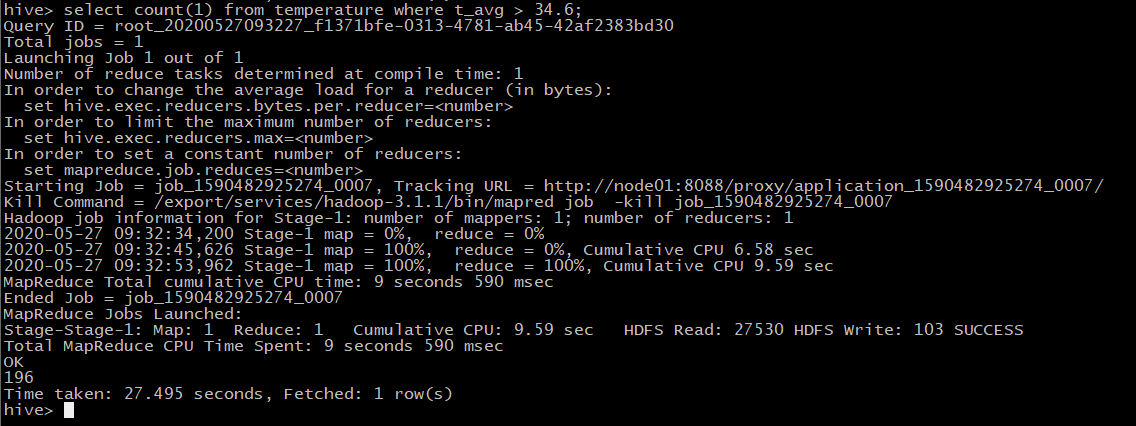 hive> select count(1) from temperature where t_avg > 34.6;
Query ID = root_20200527093227_f1371bfe-0313-4781-ab45-42af2383bd30
Total jobs = 1
Launching Job 1 out of 1
Number of reduce tasks determined at compile time: 1
In order to change the average load for a reducer (in bytes):
  set hive.exec.reducers.bytes.per.reducer=<number>
In order to limit the maximum number of reducers:
  set hive.exec.reducers.max=<number>
In order to set a constant number of reducers:
  set mapreduce.job.reduces=<number>
Starting Job = job_1590482925274_0007, Tracking URL = http://node01:8088/proxy/application_1590482925274_0007/
Kill Command = /export/services/hadoop-3.1.1/bin/mapred job  -kill job_1590482925274_0007
Hadoop job information for Stage-1: number of mappers: 1; number of reducers: 1
2020-05-27 09:32:34,200 Stage-1 map = 0%,  reduce = 0%
2020-05-27 09:32:45,626 Stage-1 map = 100%,  reduce = 0%, Cumulative CPU 6.58 sec
2020-05-27 09:32:53,962 Stage-1 map = 100%,  reduce = 100%, Cumulative CPU 9.59 sec
MapReduce Total cumulative CPU time: 9 seconds 590 msec
Ended Job = job_1590482925274_0007
MapReduce Jobs Launched:
Stage-Stage-1: Map: 1  Reduce: 1   Cumulative CPU: 9.59 sec   HDFS Read: 27530 HDFS Write: 103 SUCCESS
Total MapReduce CPU Time Spent: 9 seconds 590 msec
OK
196
Time taken: 27.495 seconds, Fetched: 1 row(s)
hive>